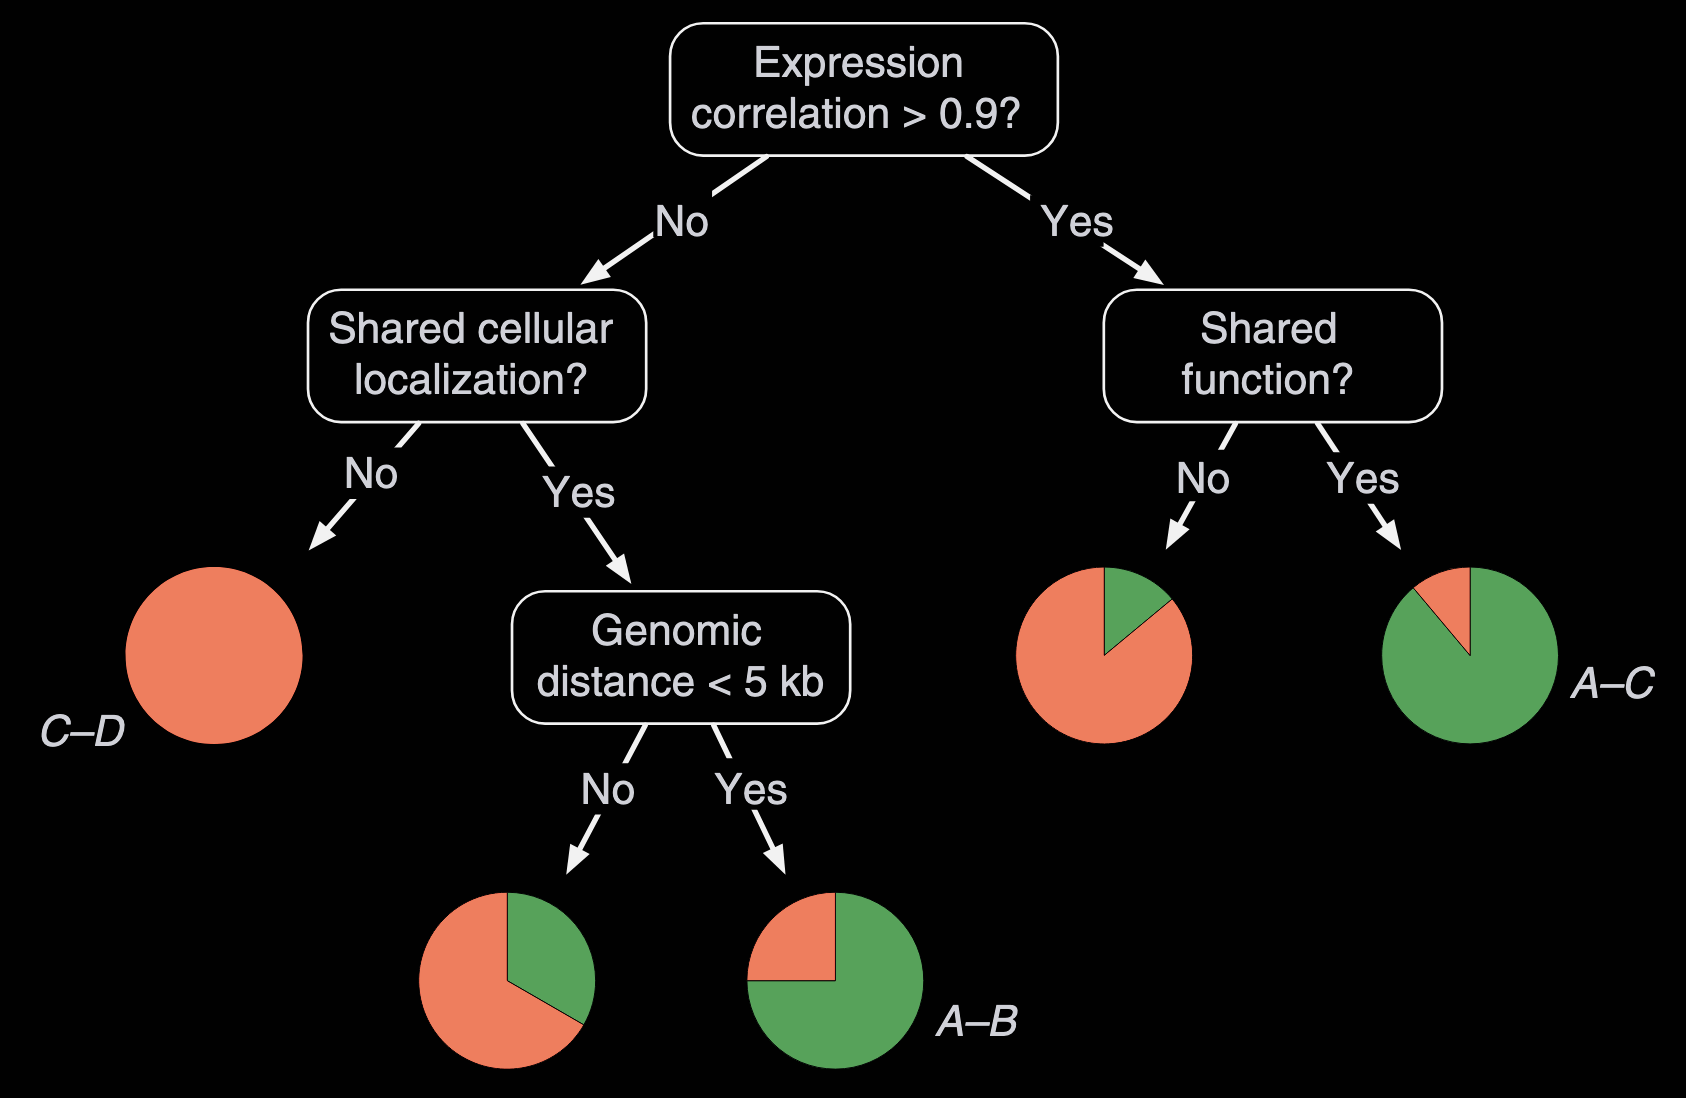 Expression
correlation > 0.9?
No
Yes
Shared cellular
localization?
Shared
function?
No
Yes
No
Yes
Genomic
distance < 5 kb
C–D
A–C
No
Yes
A–B